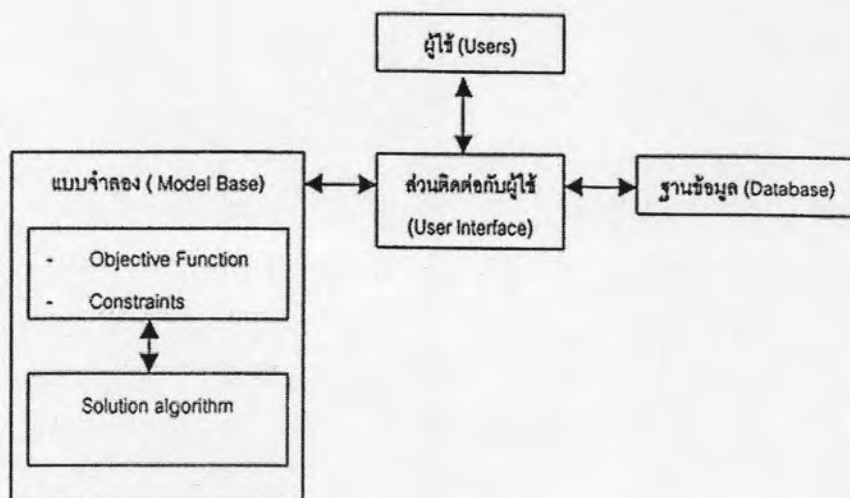 ผู้ใช้ (Users)
แบบจำลอง ( Model Base)
ส่วนติดต่อกับผู้ใช้
(User Interface)
ฐานข้อมูล (Database)
- Objective Function
- Constraints
Solution algorithm